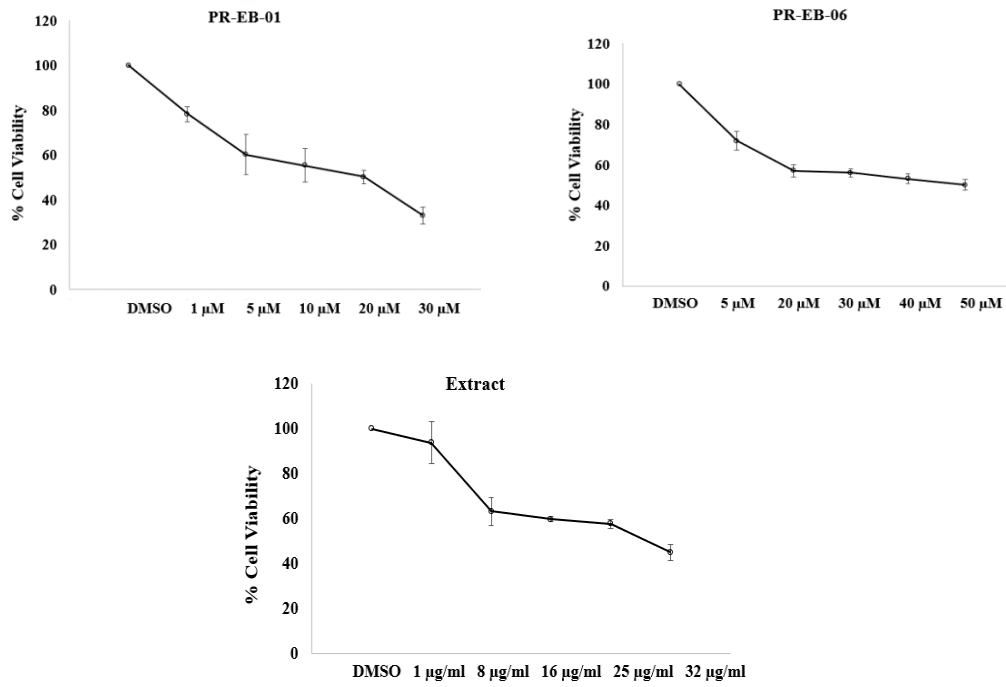 PR-EB-01
% Cell Viability
120
100
80
60
40
20
0
DMSO 1 µM 5 µM 10 µM 20 µM 30 µM
PR-EB-06
% Cell Viability
120
100
80
60
40
20
0
DMSO 5 µM 20 µM 30 µM 40 µM 50 µM
Extract
% Cell Viability
120
100
80
60
40
20
0
DMSO 1 µg/ml 8 µg/ml 16 µg/ml 25 µg/ml 32 µg/ml